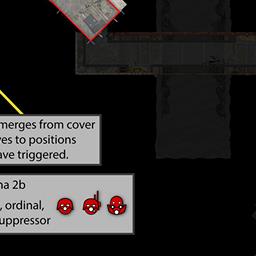 merges from cover
ves to positions
ave triggered.
na 2b
, ordinal,
uppressor